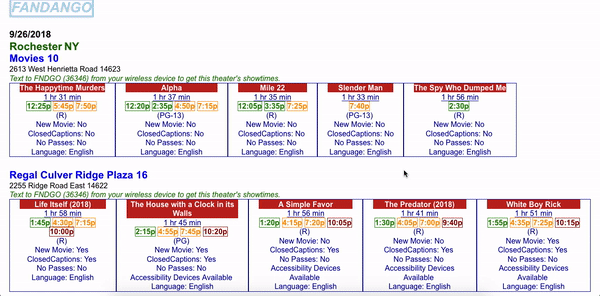 FANDANGO
9/26/2018
Rochester NY
Movies 10
2613 West Henrietta Road 14623
Text to FNDGO (36346) from your wireless device to get this theater's showtimes.
The Happytime Murders
1 hr 31 min
12:25p 5:45p 7:50p
(R)
New Movie: No
ClosedCaptions: No
No Passes: No
Language: English
Alpha
1 hr 37 min
12:20p 2:35p 4:50p 7:15p
(PG-13)
New Movie: No
ClosedCaptions: No
No Passes: No
Language: English
Mile 22
1 hr 35 min
12:05p 3:35p 7:25p
(R)
New Movie: No
ClosedCaptions: No
No Passes: No
Language: English
Slender Man
1 hr 33 min
7:40p
(PG-13)
New Movie: No
ClosedCaptions: No
No Passes: No
Language: English
The Spy Who Dumped Me
1 hr 56 min
2:30p
(R)
New Movie: No
ClosedCaptions: No
No Passes: No
Language: English
Regal Culver Ridge Plaza 16
2255 Ridge Road East 14622
Text to FNDGO (36346) from your wireless device to get this theater's showtimes.
Life Itself (2018)
1 hr 58 min
1:45p 4:30p 7:15p
10:00p
(R)
New Movie: Yes
ClosedCaptions: Yes
No Passes: No
Language: English
The House with a Clock in its
Walls
1 hr 45 min
2:15p 4:55p 7:45p 10:20p
(PG)
New Movie: Yes
ClosedCaptions: Yes
No Passes: No
Accessibility Devices
Available
Language: English
A Simple Favor
1 hr 56 min
1:20p 4:15p 7:20p 10:05p
(R)
New Movie: No
ClosedCaptions: Yes
No Passes: No
Accessibility Devices
Available
Language: English
The Predator (2018)
1 hr 41 min
1:30p 4:05p 7:00p 9:40p
(R)
New Movie: No
ClosedCaptions: Yes
No Passes: No
Accessibility Devices
Available
Language: English
White Boy Rick
1 hr 51 min
1:55p 4:35p 7:25p 10:15p
(R)
New Movie: No
ClosedCaptions: Yes
No Passes: No
Accessibility Devices
Available
Language: English